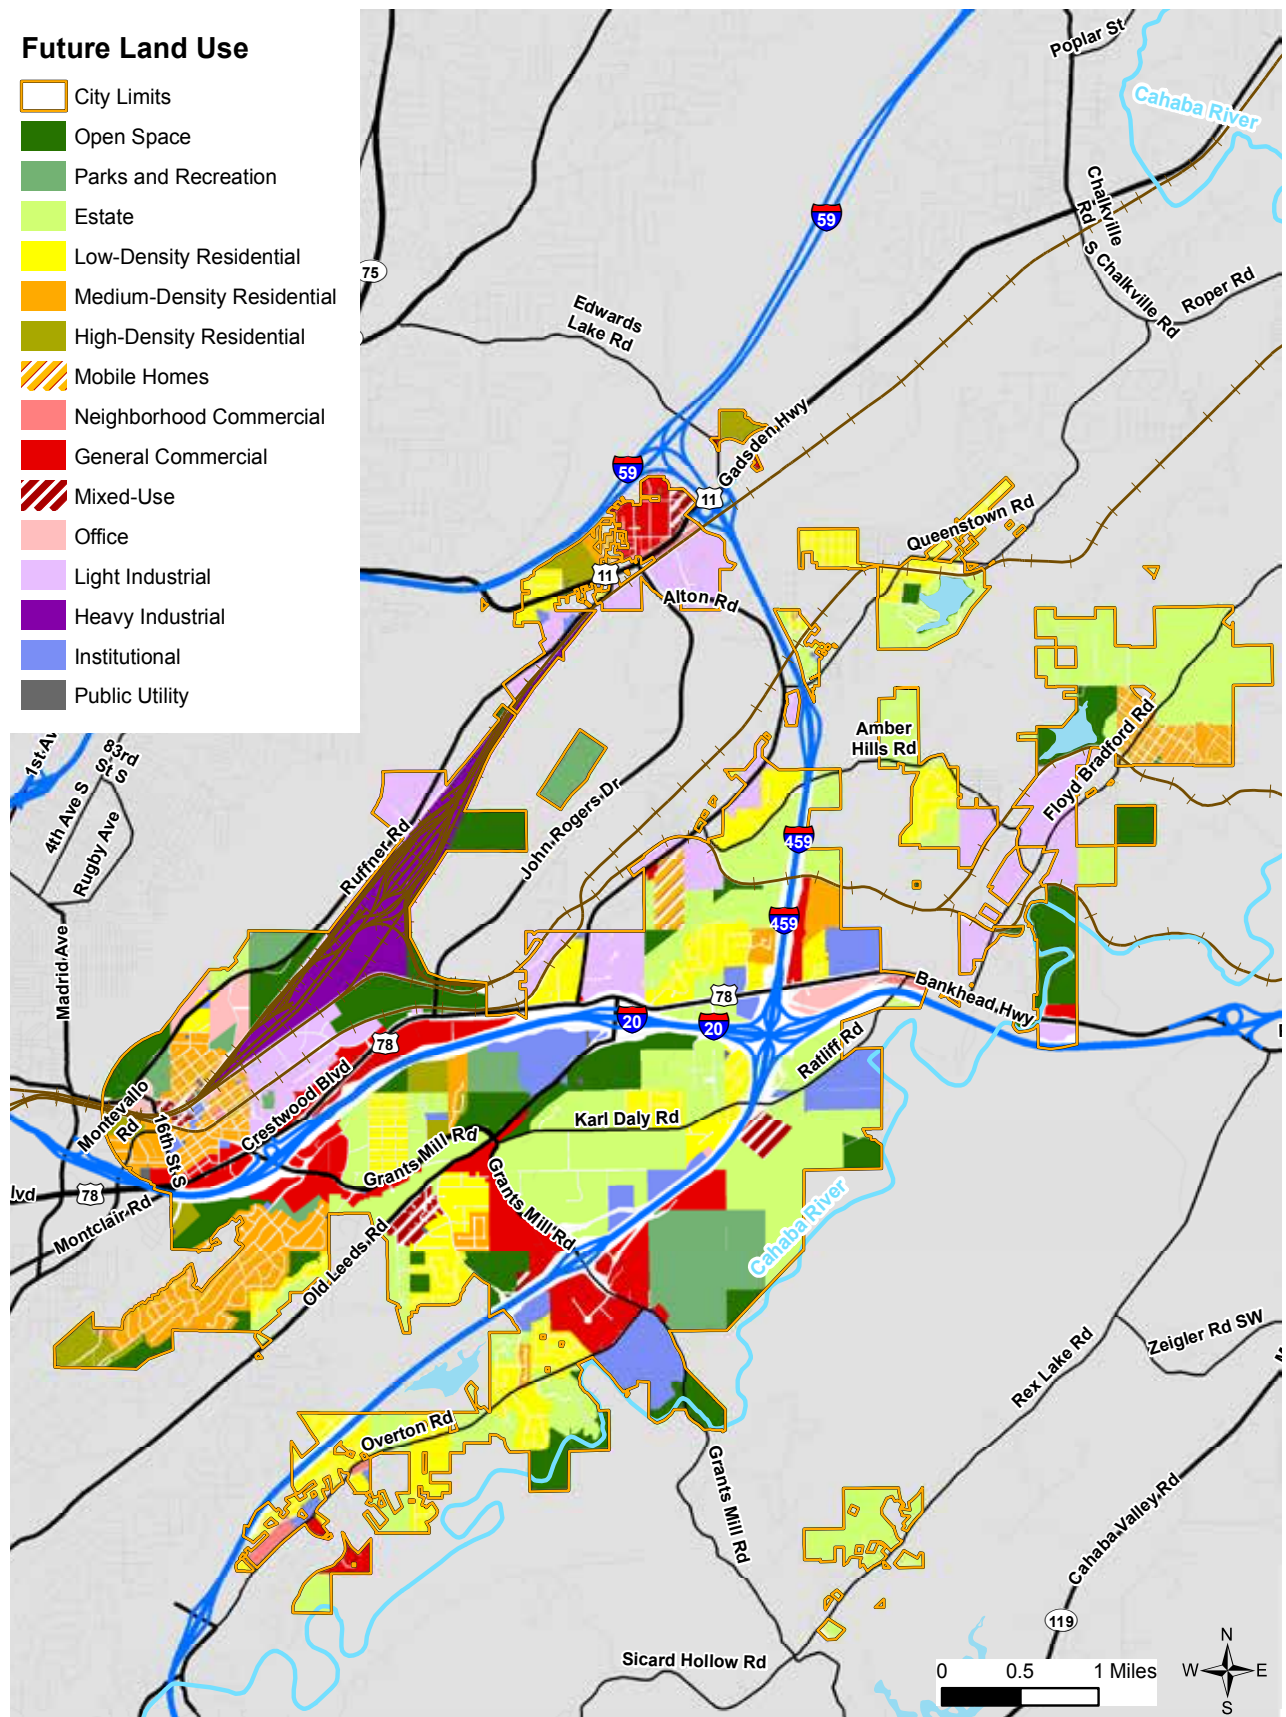 Future Land Use
City Limits
Open Space
Parks and Recreation
Estate
Low-Density Residential
Medium-Density Residential
High-Density Residential
Mobile Homes
Neighborhood Commercial
General Commercial
Mixed-Use
Office
Light Industrial
Heavy Industrial
Institutional
Public Utility
Poplar St
Cahaba River
Chalkville
Rd
S Chalkville Rd
Roper Rd
59
75
Edwards
Lake Rd
Gadsden Hwy
59
11
Queenstown Rd
11
Alton Rd
Amber
Hills Rd
Floyd Bradford Rd
1st Av
83rd
St S
4th Ave S
Rugby Ave
Ruffner Rd
John Rogers Dr
459
459
Madrid Ave
78
Bankhead Hwy
20
20
78
Ratliff Rd
Crestwood Blvd
Montevallo
Rd
16th St S
Karl Daly Rd
Grants Mill Rd
Grants Mill Rd
lvd
78
Montclair Rd
Old Leeds Rd
Cahaba River
Rex Lake Rd
Zeigler Rd SW
Overton Rd
Grants Mill Rd
Cahaba Valley Rd
119
Sicard Hollow Rd
0 0.5 1 Miles
N
W E
S